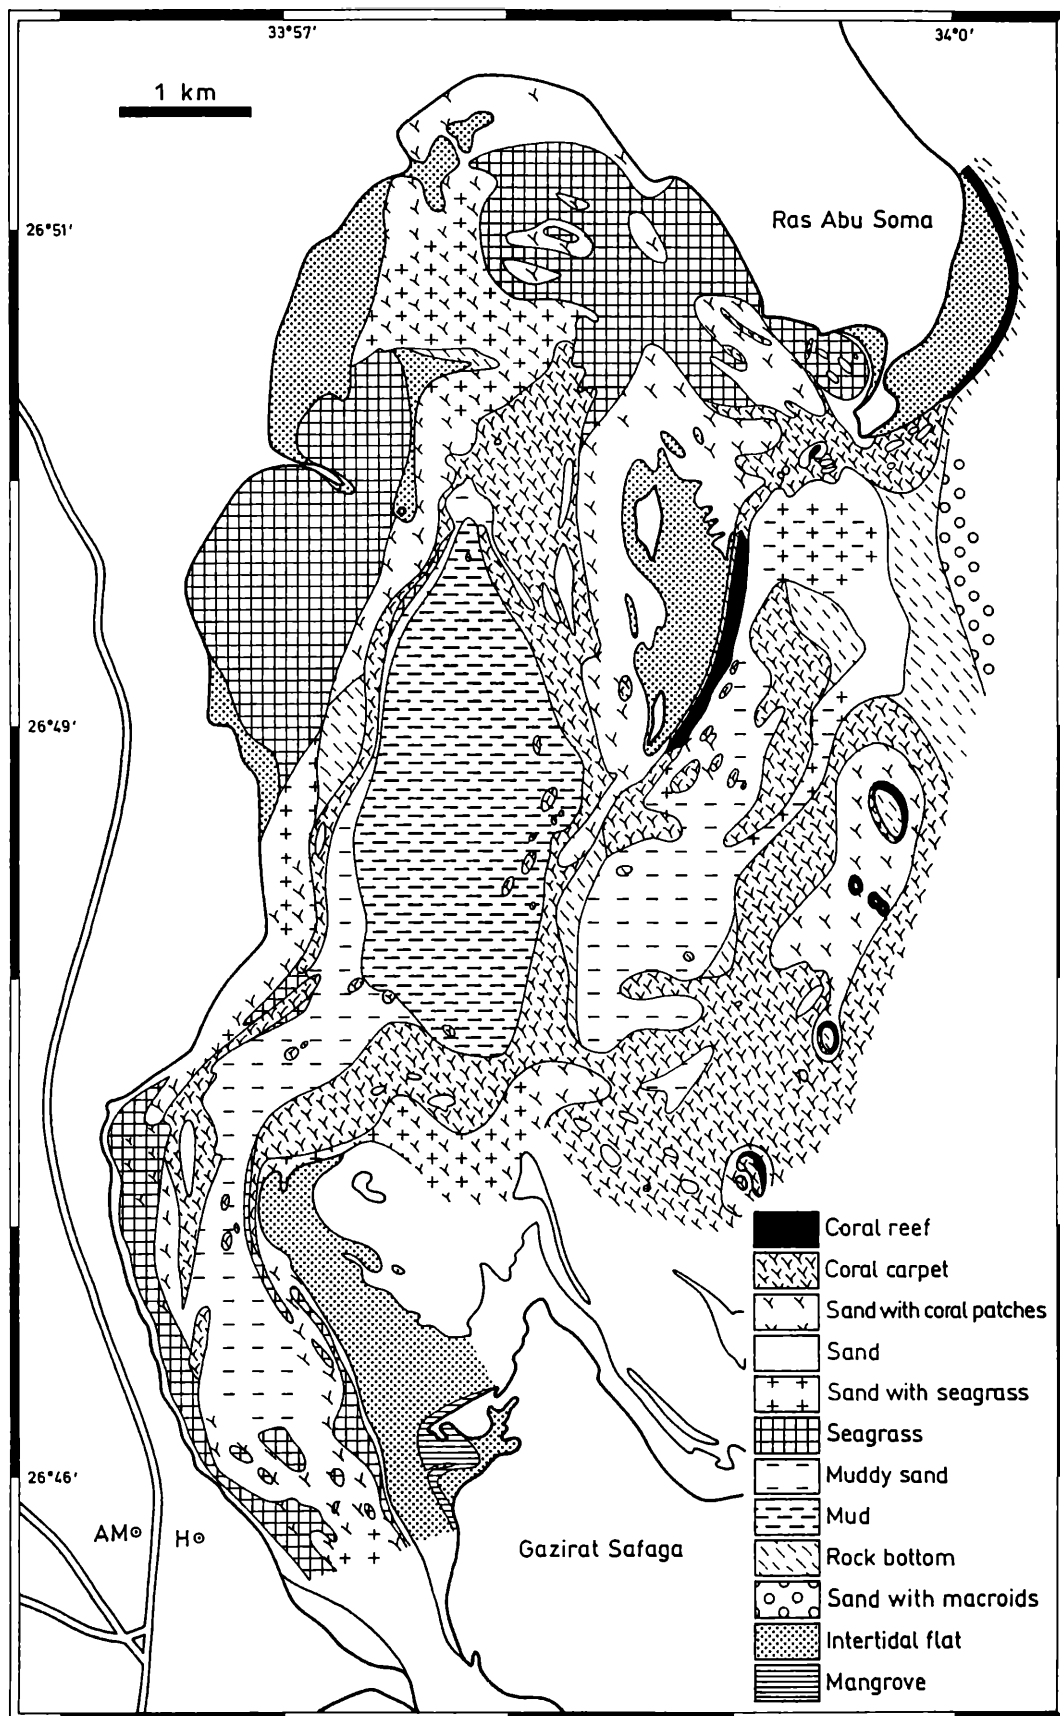 33°57'
34°0'
1 km
26°51'
Ras Abu Soma
26°49'
Coral reef
Coral carpet
Sand with coral patches
Sand
Sand with seagrass
Seagrass
26°46'
Muddy sand
Mud
AM
H
Gazirat Safaga
Rock bottom
Sand with macroids
Intertidal flat
Mangrove